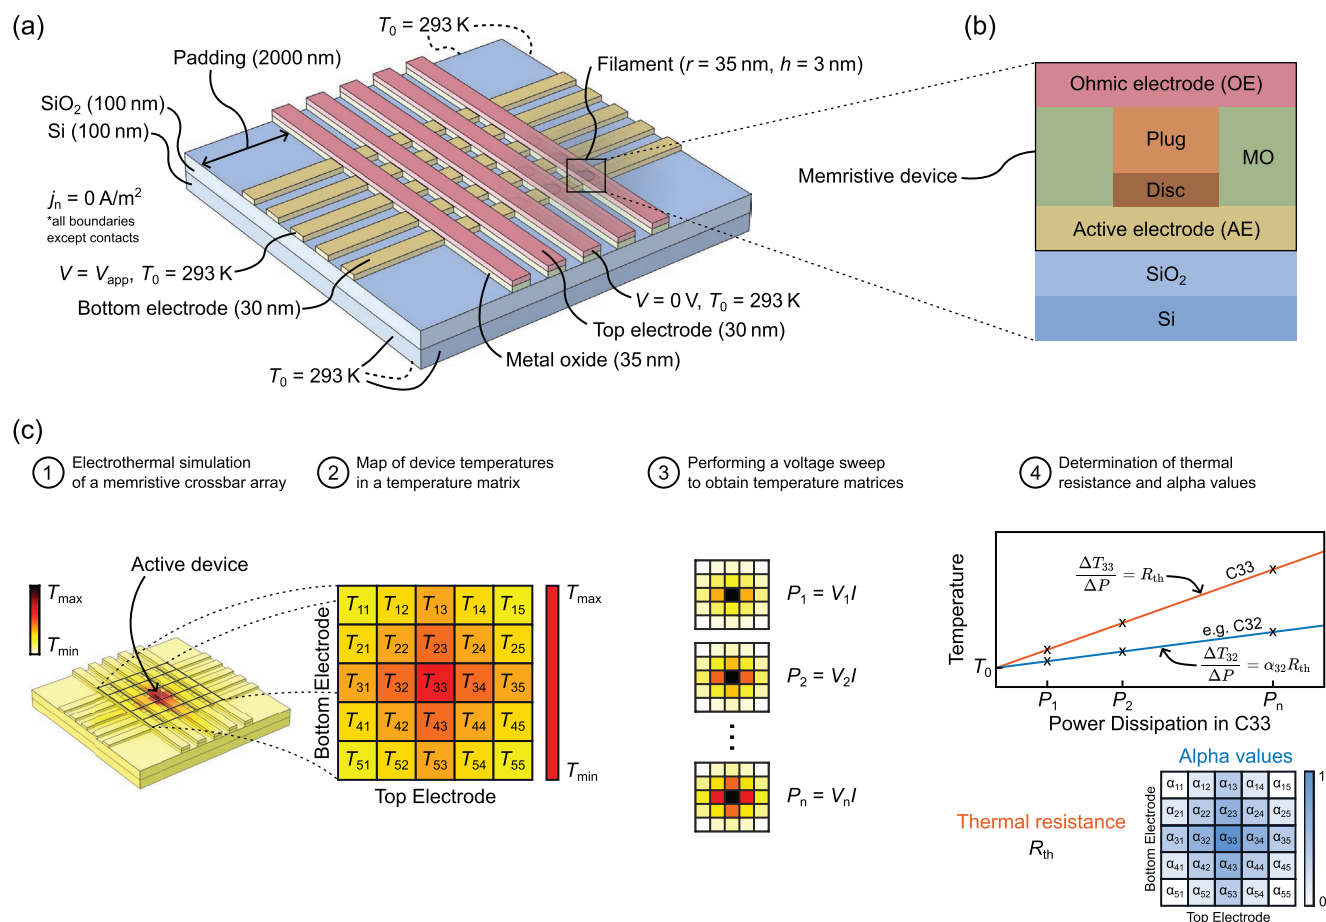 (a)
T₀ = 293 K
Padding (2000 nm)
Filament (r = 35 nm, h = 3 nm)
SiO₂ (100 nm)
Si (100 nm)
jₙ = 0 A/m²
*all boundaries
except contacts
V = Vapp, T₀ = 293 K
Bottom electrode (30 nm)
V = 0 V, T₀ = 293 K
Top electrode (30 nm)
Metal oxide (35 nm)
T₀ = 293 K
(b)
Ohmic electrode (OE)
Plug
MO
Memristive device
Disc
Active electrode (AE)
SiO₂
Si
(c)
1 Electrothermal simulation
of a memristive crossbar array
2 Map of device temperatures
in a temperature matrix
3 Performing a voltage sweep
to obtain temperature matrices
4 Determination of thermal
resistance and alpha values
Active device
Tmax
Tmin
Bottom Electrode
T₁₁ T₁₂ T₁₃ T₁₄ T₁₅
T₂₁ T₂₂ T₂₃ T₂₄ T₂₅
T₃₁ T₃₂ T₃₃ T₃₄ T₃₅
T₄₁ T₄₂ T₄₃ T₄₄ T₄₅
T₅₁ T₅₂ T₅₃ T₅₄ T₅₅
Top Electrode
Tmax
Tmin
P₁ = V₁I
P₂ = V₂I
Pₙ = VₙI
Temperature
T₀
ΔT₃₃/ΔP = Rth
C33
e.g. C32
ΔT₃₂/ΔP = α₃₂Rth
P₁ P₂ Pₙ
Power Dissipation in C33
Thermal resistance
Rth
Alpha values
Bottom Electrode
α₁₁ α₁₂ α₁₃ α₁₄ α₁₅
α₂₁ α₂₂ α₂₃ α₂₄ α₂₅
α₃₁ α₃₂ α₃₃ α₃₄ α₃₅
α₄₁ α₄₂ α₄₃ α₄₄ α₄₅
α₅₁ α₅₂ α₅₃ α₅₄ α₅₅
Top Electrode
1
0